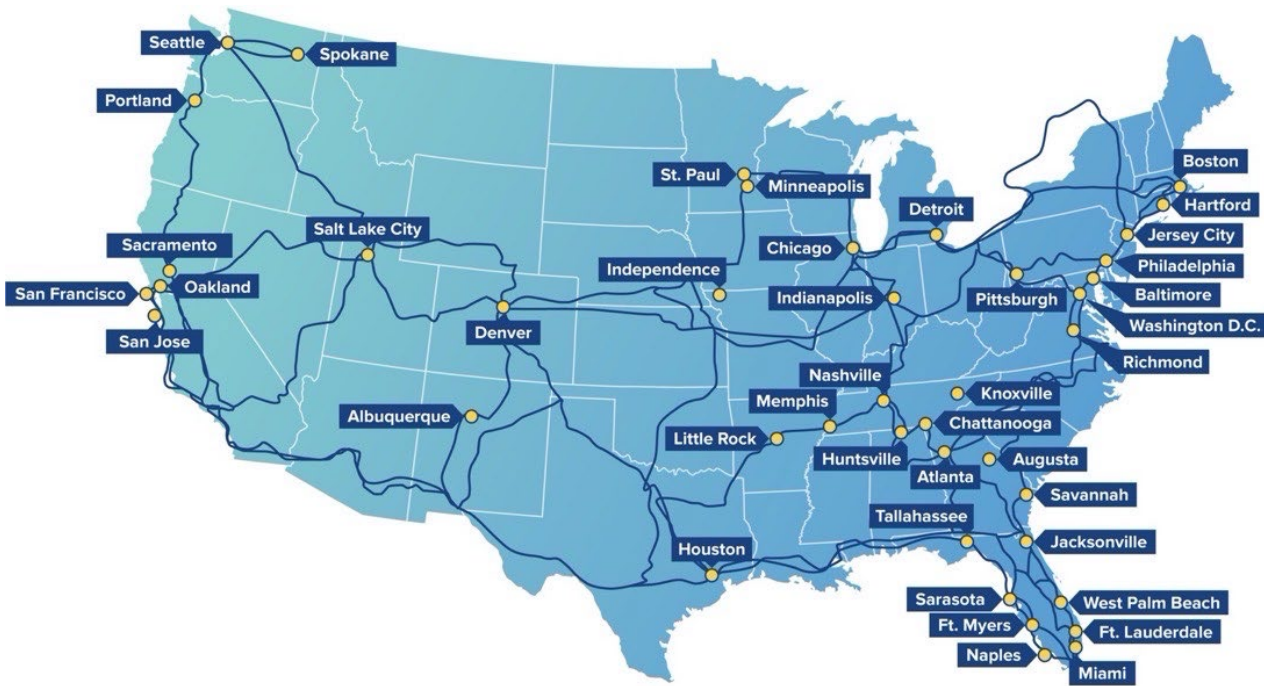 Seattle
Spokane
Portland
St. Paul
Minneapolis
Boston
Detroit
Hartford
Salt Lake City
Jersey City
Sacramento
Chicago
Philadelphia
Independence
San Francisco
Oakland
Indianapolis
Pittsburgh
Baltimore
Denver
Washington D.C.
San Jose
Richmond
Nashville
Knoxville
Memphis
Albuquerque
Chattanooga
Little Rock
Huntsville
Augusta
Atlanta
Savannah
Tallahassee
Jacksonville
Houston
Sarasota
West Palm Beach
Ft. Myers
Ft. Lauderdale
Naples
Miami